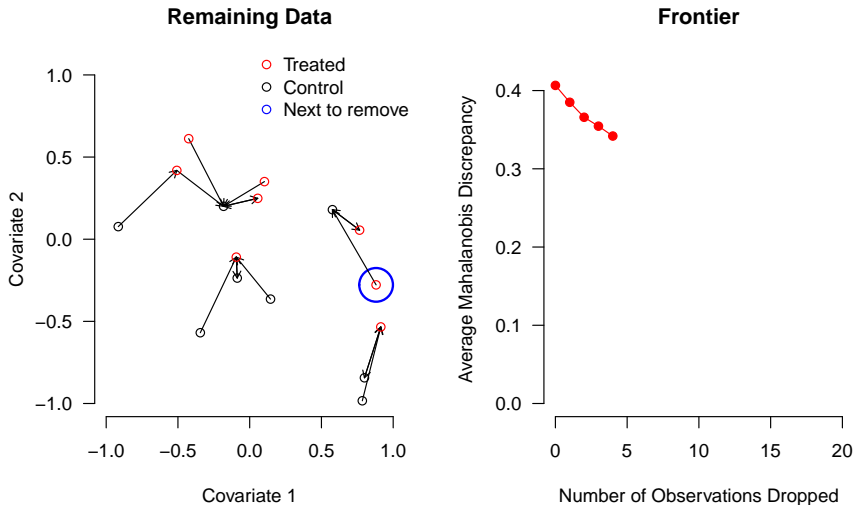 Remaining Data
Treated
Control
Next to remove
1.0
0.5
0.0
−0.5
−1.0
Covariate 2
−1.0 −0.5 0.0 0.5 1.0
Covariate 1
Frontier
0.4
0.3
0.2
0.1
0.0
Average Mahalanobis Discrepancy
0 5 10 15 20
Number of Observations Dropped